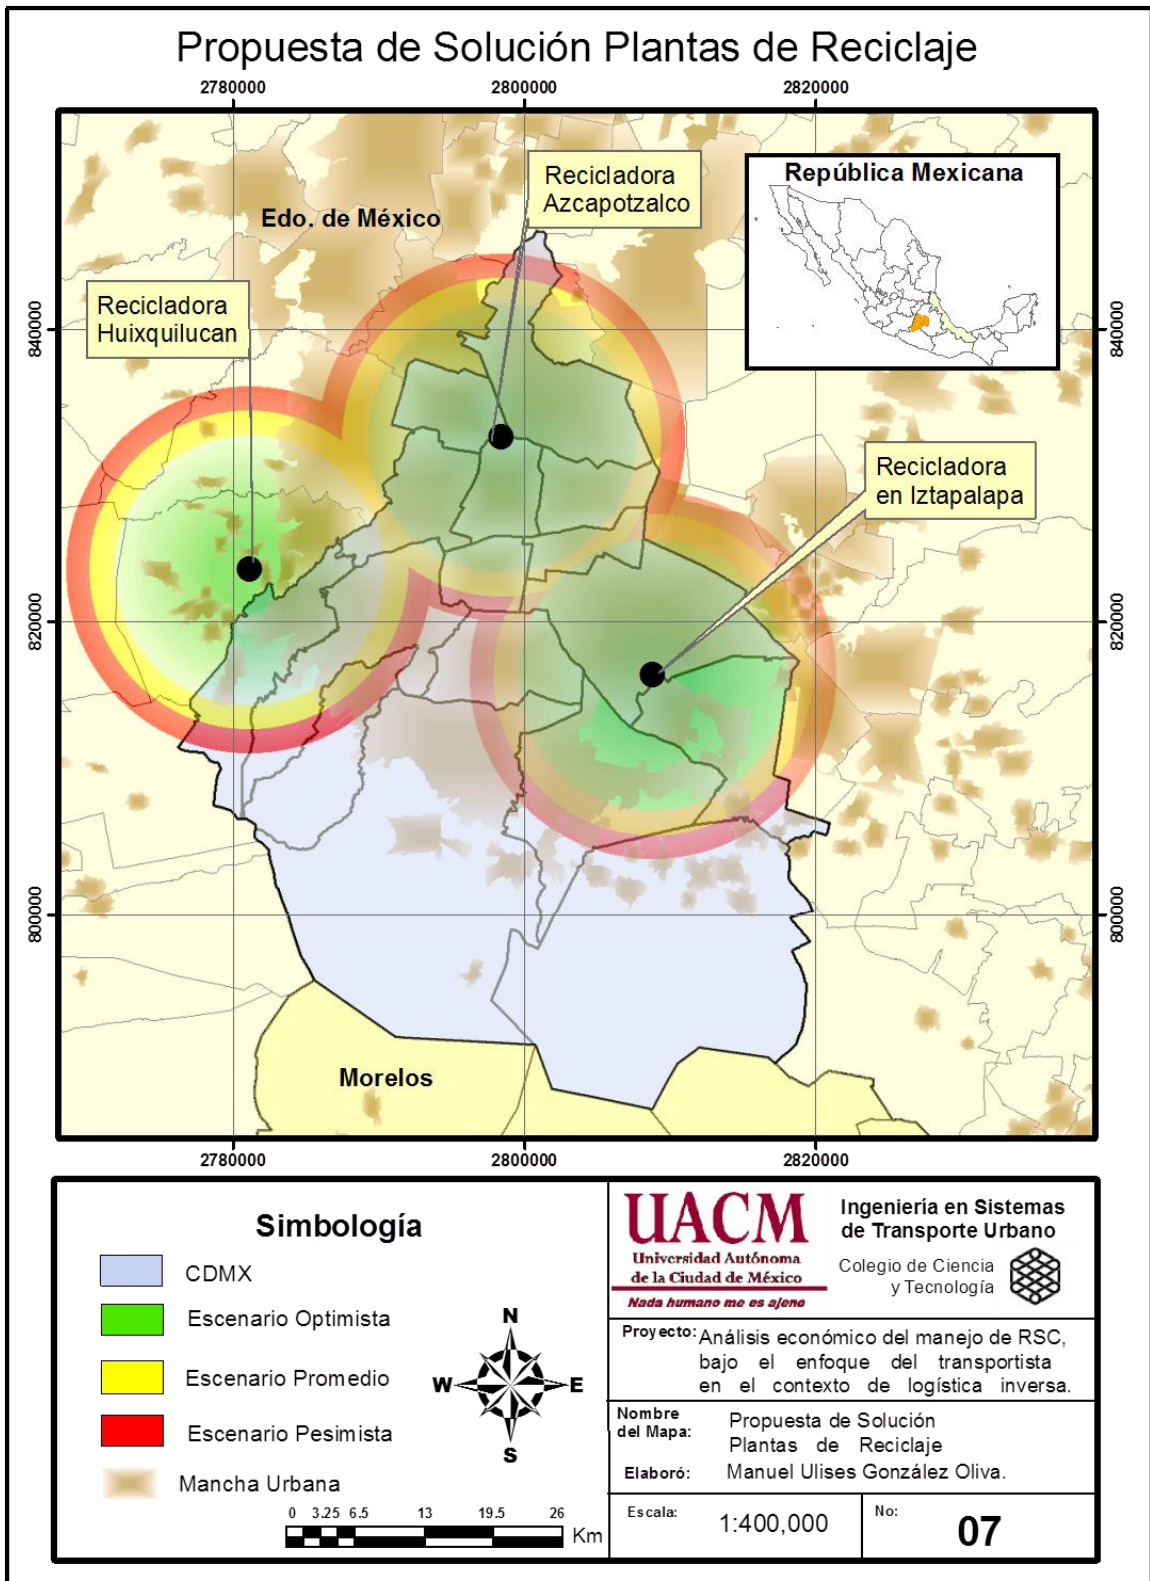 Propuesta de Solución Plantas de Reciclaje
2780000
2800000
2820000
Recicladora
Azcapotzalco
República Mexicana
Edo. de México
Recicladora
Huixquilucan
840000
840000
Recicladora
en Iztapalapa
820000
820000
800000
800000
Morelos
2780000
2800000
2820000
Simbología
CDMX
Escenario Optimista
Escenario Promedio
Escenario Pesimista
Mancha Urbana
N
W
E
S
0 3.25 6.5 13 19.5 26
Km
UACM
Universidad Autónoma
de la Ciudad de México
Nada humano me es ajeno
Ingeniería en Sistemas
de Transporte Urbano
Colegio de Ciencia
y Tecnología
Proyecto: Análisis económico del manejo de RSC,
bajo el enfoque del transportista
en el contexto de logística inversa.
Nombre
del Mapa:
Propuesta de Solución
Plantas de Reciclaje
Elaboró: Manuel Ulises González Oliva.
Escala: 1:400,000
No: 07